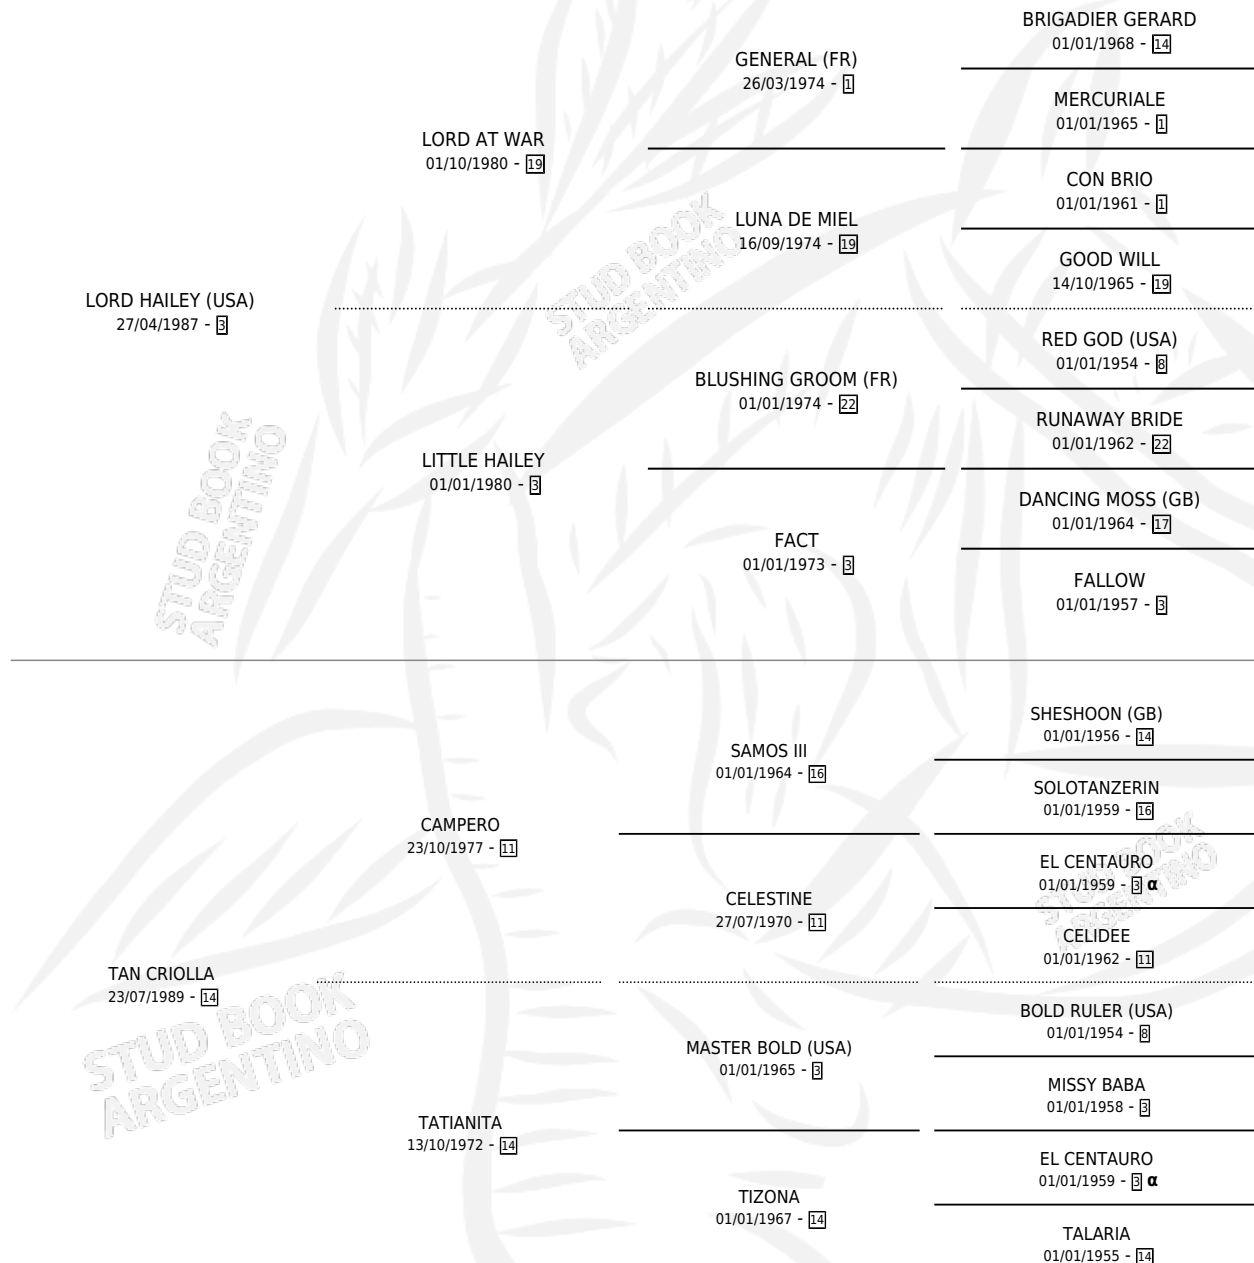 BRIGADIER GERARD
01/01/1968 - 14
GENERAL (FR)
26/03/1974 - 1
MERCURIALE
01/01/1965 - 1
LORD AT WAR
01/10/1980 - 19
CON BRIO
01/01/1961 - 1
LUNA DE MIEL
16/09/1974 - 19
GOOD WILL
14/10/1965 - 19
LORD HAILEY (USA)
27/04/1987 - 3
RED GOD (USA)
01/01/1954 - 8
BLUSHING GROOM (FR)
01/01/1974 - 22
RUNAWAY BRIDE
01/01/1962 - 22
LITTLE HAILEY
01/01/1980 - 3
DANCING MOSS (GB)
01/01/1964 - 17
FACT
01/01/1973 - 3
FALLOW
01/01/1957 - 3
SHESHOON (GB)
01/01/1956 - 14
SAMOS III
01/01/1964 - 16
SOLOTANZERIN
01/01/1959 - 16
CAMPERO
23/10/1977 - 11
EL CENTAURO
01/01/1959 - 3 α
CELESTINE
27/07/1970 - 11
CELIDEE
01/01/1962 - 11
TAN CRIOLLA
23/07/1989 - 14
BOLD RULER (USA)
01/01/1954 - 8
MASTER BOLD (USA)
01/01/1965 - 3
MISSY BABA
01/01/1958 - 3
TATIANITA
13/10/1972 - 14
EL CENTAURO
01/01/1959 - 3 α
TIZONA
01/01/1967 - 14
TALARIA
01/01/1955 - 14
STUD BOOK
ARGENTINO
STUD BOOK
ARGENTINO
STUD BOOK
ARGENTINO
STUD BOOK
ARGENTINO